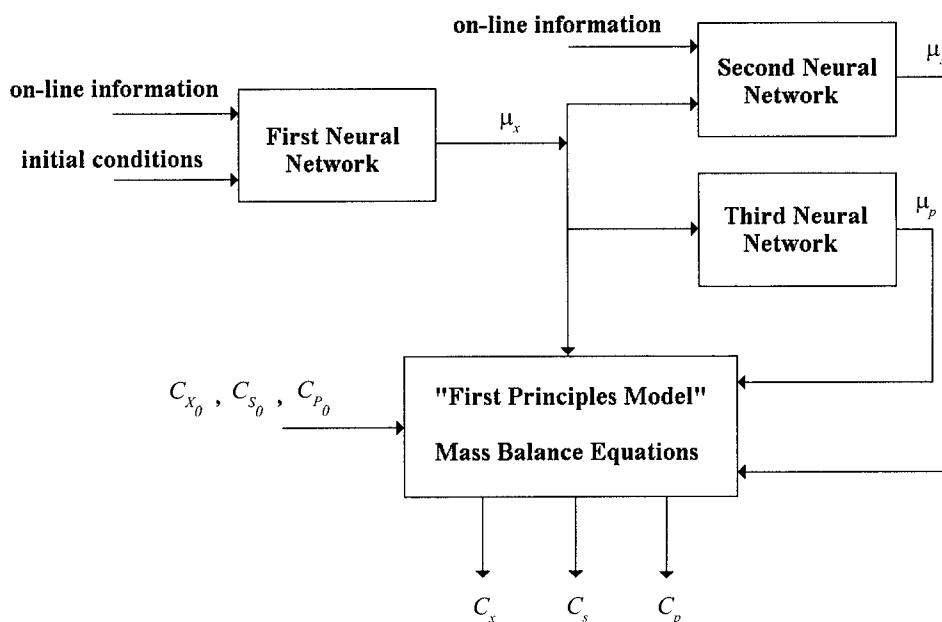 on-line information
Second Neural
Network
μs
on-line information
initial conditions
First Neural
Network
μx
Third Neural
Network
μp
CX0 , CS0 , CP0
"First Principles Model"
Mass Balance Equations
Cx
Cs
Cp